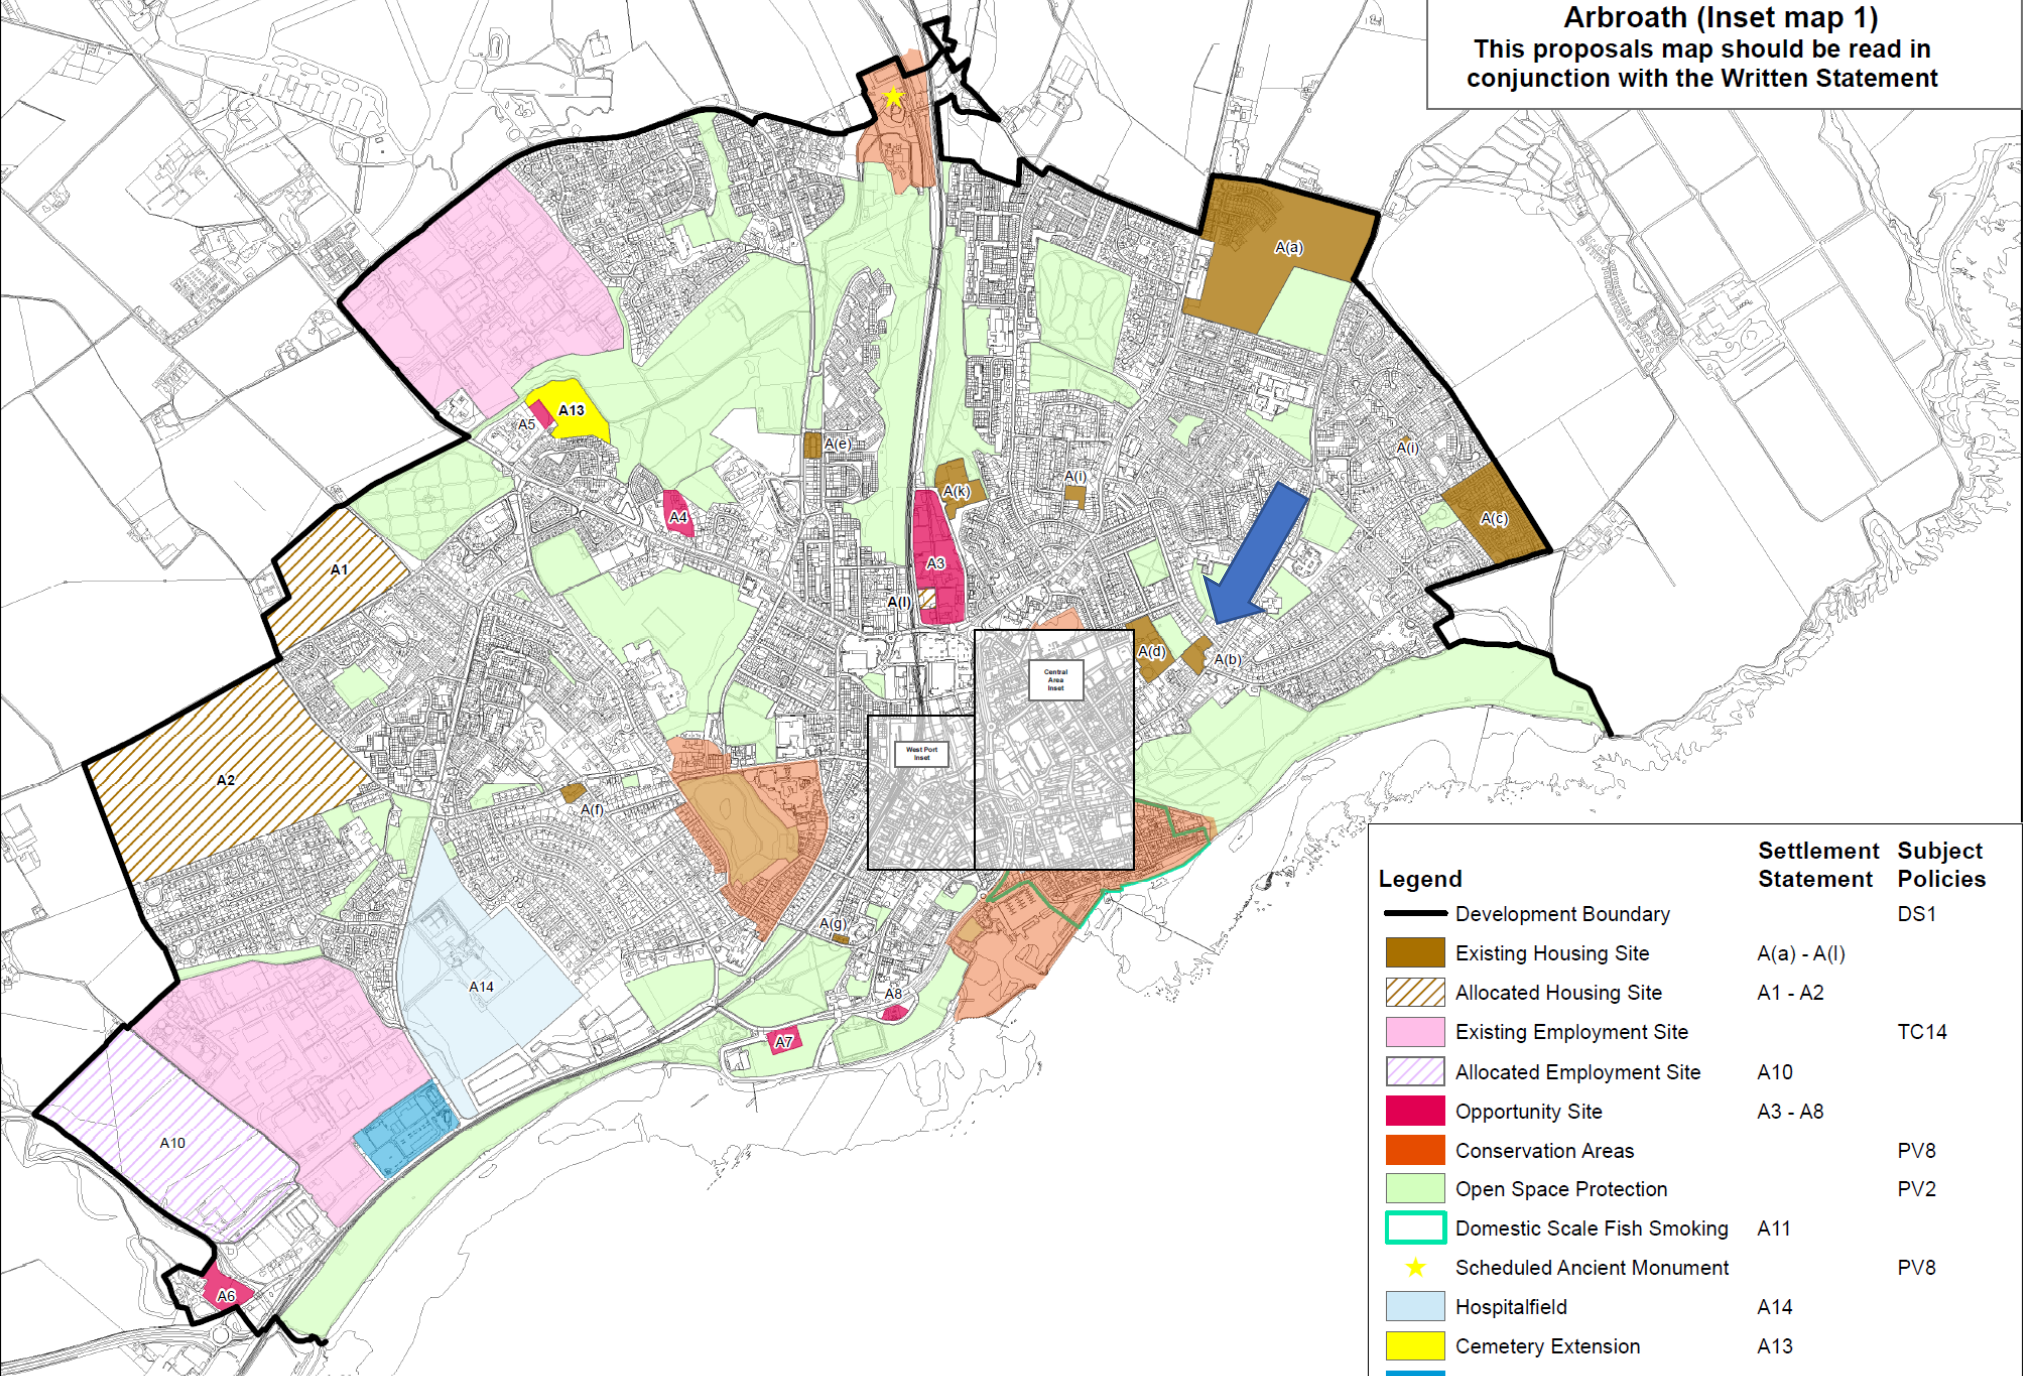 Arbroath (Inset map 1)
This proposals map should be read in
conjunction with the Written Statement
A(a)
A13
A5
A(e)
A(i)
A(k)
A(i)
A4
A(c)
A1
A3
A(l)
A(d)
A(b)
Central
Area
Inset
West Port
Inset
A2
A(f)
A(g)
A14
A8
A7
A10
A6
Legend
Settlement
Statement
Subject
Policies
Development Boundary DS1
Existing Housing Site A(a) - A(l)
Allocated Housing Site A1 - A2
Existing Employment Site TC14
Allocated Employment Site A10
Opportunity Site A3 - A8
Conservation Areas PV8
Open Space Protection PV2
Domestic Scale Fish Smoking A11
Scheduled Ancient Monument PV8
Hospitalfield A14
Cemetery Extension A13